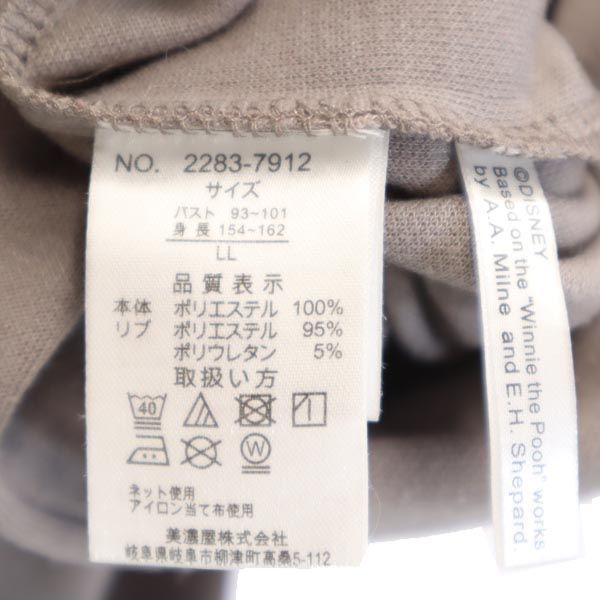 NO. 2283-7912
サイズ
バスト 93~101
身長 154~162
LL
品質表示
本体 ポリエステル 100%
リブ ポリエステル 95%
ポリウレタン 5%
取扱い方
40
W
ネット使用
アイロン当て布使用
美濃屋株式会社
岐阜県岐阜市柳津町高桑5-112
©DISNEY
Based on the "Winnie the Pooh" works
by A.A. Milne and E.H. Shepard.